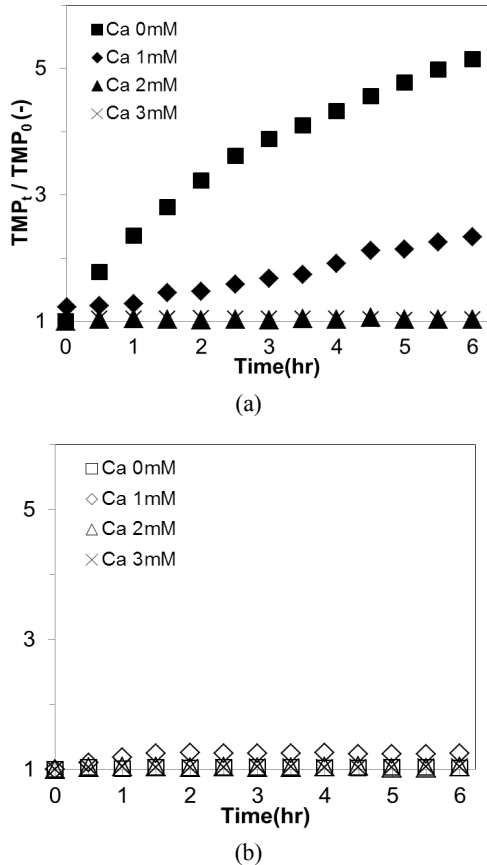 Ca 0mM
Ca 1mM
Ca 2mM
Ca 3mM
5
3
1
TMPt / TMP0 (-)
0 1 2 3 4 5 6
Time(hr)
(a)
Ca 0mM
Ca 1mM
Ca 2mM
Ca 3mM
5
3
1
0 1 2 3 4 5 6
Time(hr)
(b)